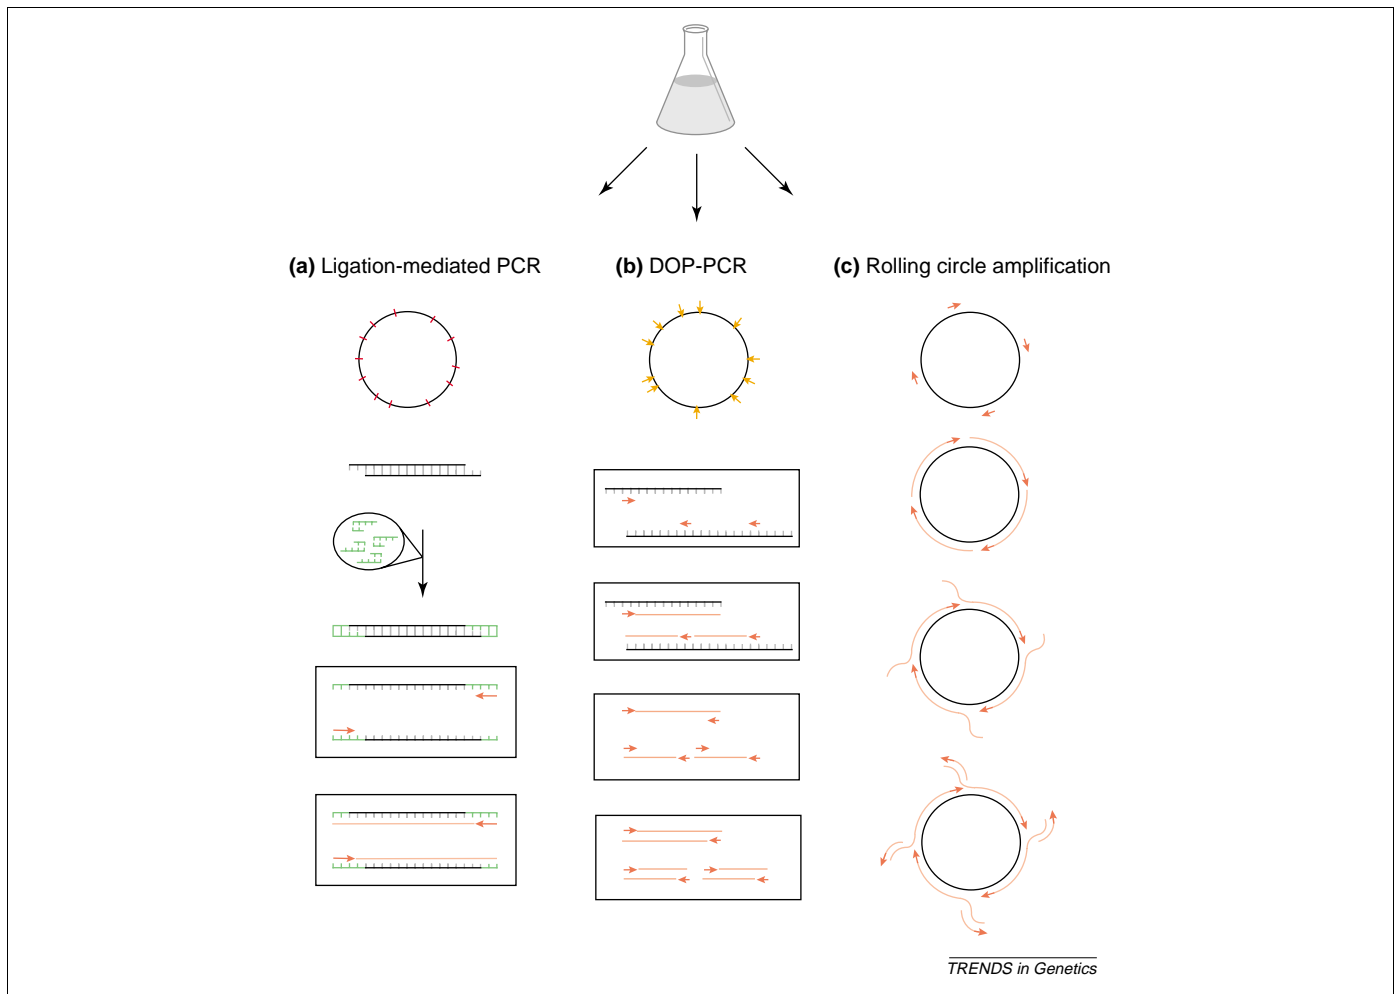 (a) Ligation-mediated PCR
(b) DOP-PCR
(c) Rolling circle amplification
TRENDS in Genetics